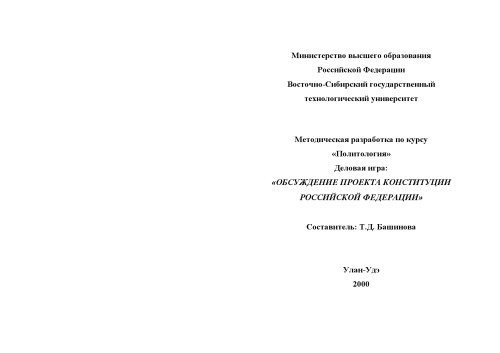 Министерство высшего образования
Российской Федерации
Восточно-Сибирский государственный
технологический университет
Методическая разработка по курсу
«Политология»
Деловая игра:
«ОБСУЖДЕНИЕ ПРОЕКТА КОНСТИТУЦИИ
РОССИЙСКОЙ ФЕДЕРАЦИИ»
Составитель: Т.Д. Башинова
Улан-Удэ
2000